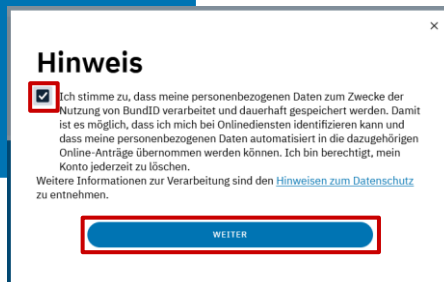 Hinweis
Ich stimme zu, dass meine personenbezogenen Daten zum Zwecke der
Nutzung von BundID verarbeitet und dauerhaft gespeichert werden. Damit
ist es möglich, dass ich mich bei Onlinediensten identifizieren kann und
dass meine personenbezogenen Daten automatisiert in die dazugehörigen
Online-Anträge übernommen werden können. Ich bin berechtigt, mein
Konto jederzeit zu löschen.
Weitere Informationen zur Verarbeitung sind den Hinweisen zum Datenschutz
zu entnehmen.
WEITER